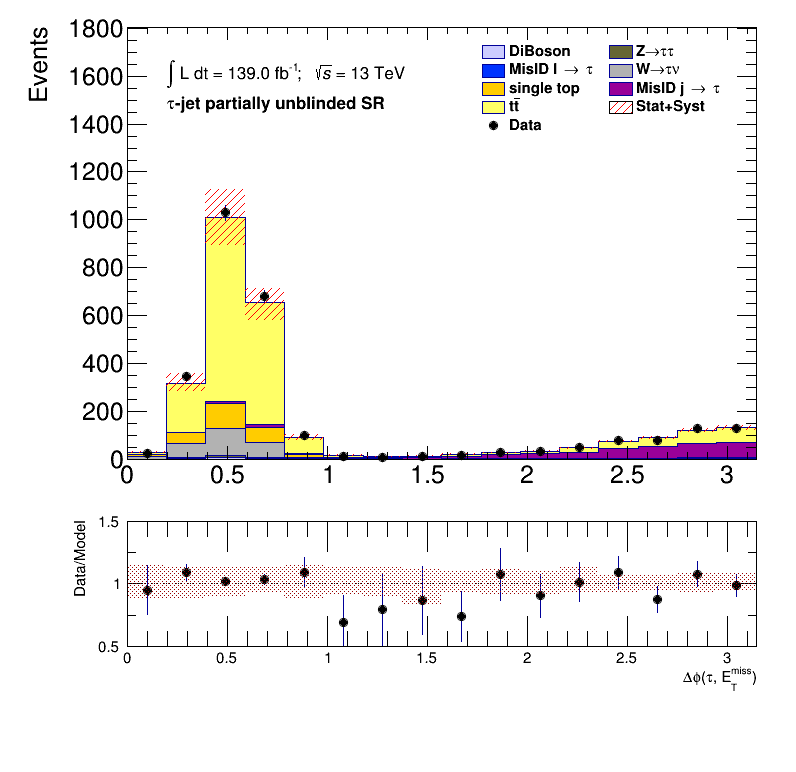 1800
1600
1400
1200
1000
800
600
400
200
0
Events
∫ L dt = 139.0 fb⁻¹; √s = 13 TeV
τ-jet partially unblinded SR
DiBoson
MisID l → τ
single top
tt̄
Data
Z→ττ
W→τν
MisID j → τ
Stat+Syst
0 0.5 1 1.5 2 2.5 3
Data/Model
1.5
1
0.5
0 0.5 1 1.5 2 2.5 3
Δϕ(τ, E_T^miss)